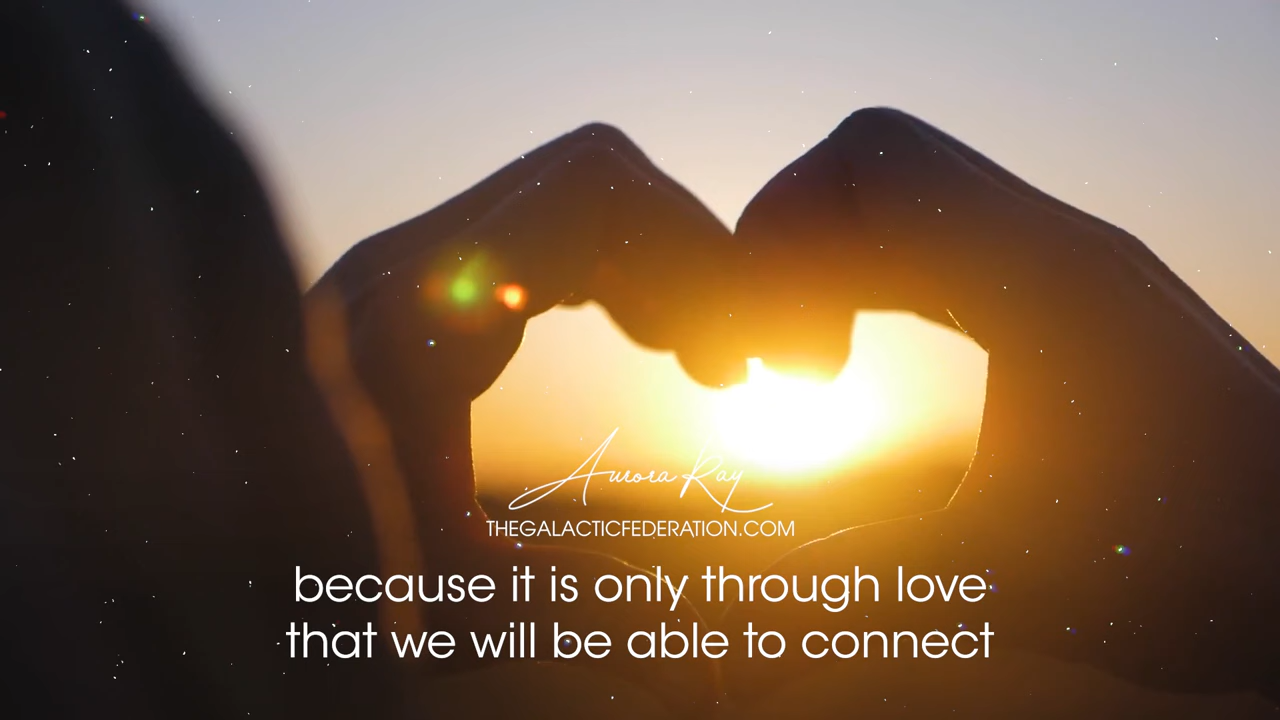 Aurora Ray
THEGALACTICFEDERATION.COM
because it is only through love
that we will be able to connect